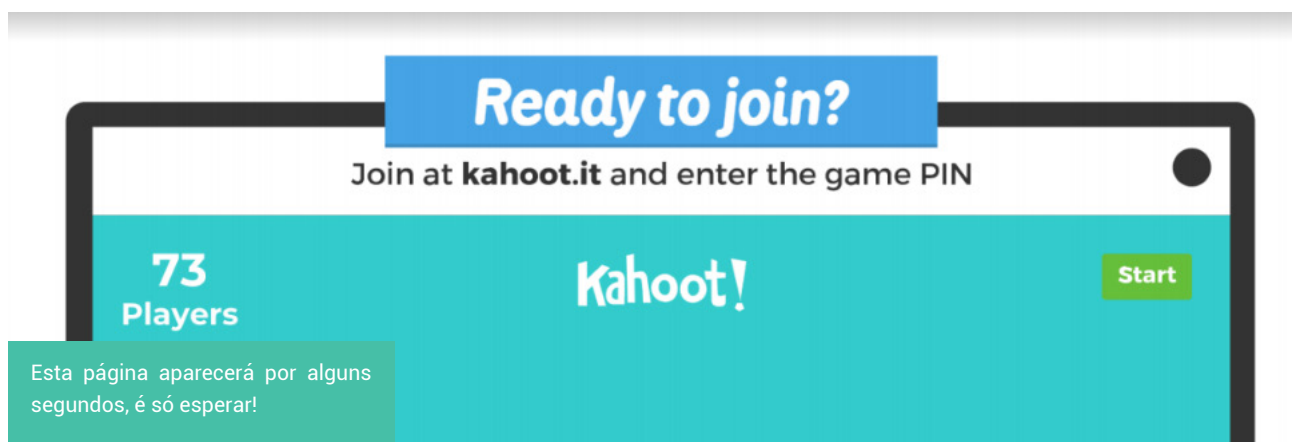 Ready to join?
Join at kahoot.it and enter the game PIN
73
Players
Kahoot!
Start
Esta página aparecerá por alguns
segundos, é só esperar!